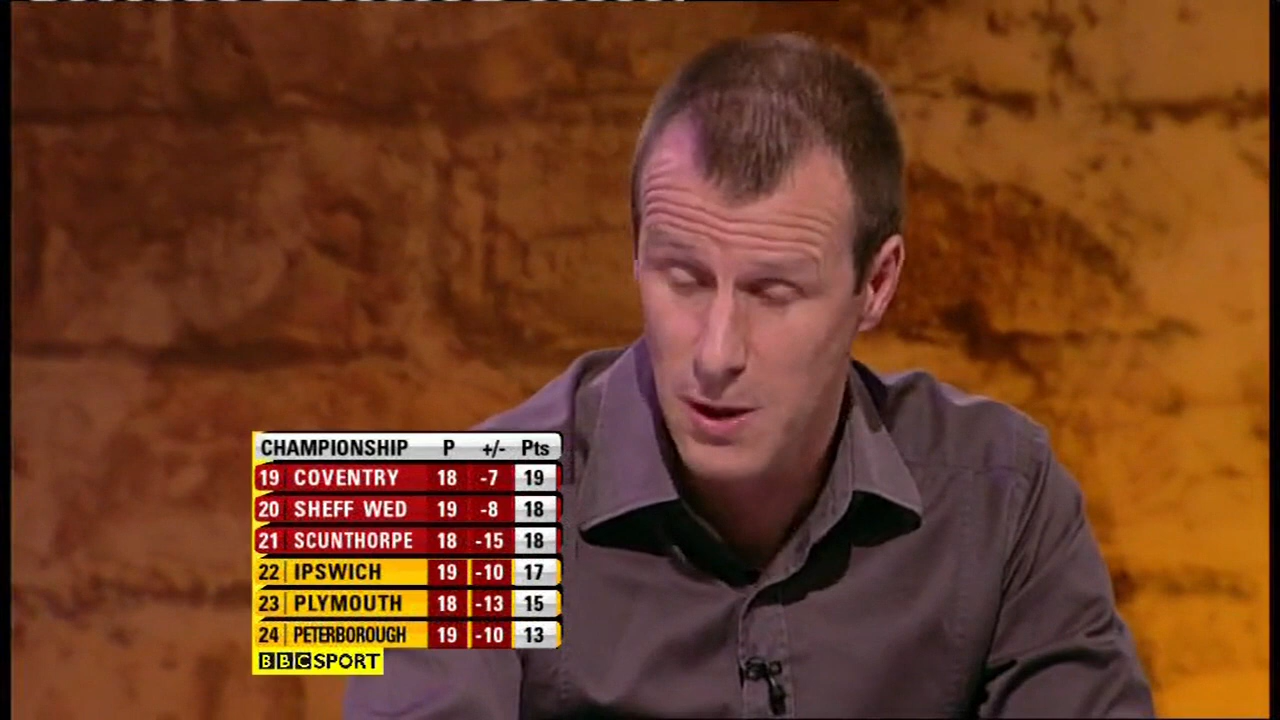 CHAMPIONSHIP P +/- Pts
19 COVENTRY 18 -7 19
20 SHEFF WED 19 -8 18
21 SCUNTHORPE 18 -15 18
22 IPSWICH 19 -10 17
23 PLYMOUTH 18 -13 15
24 PETERBOROUGH 19 -10 13
BBC SPORT